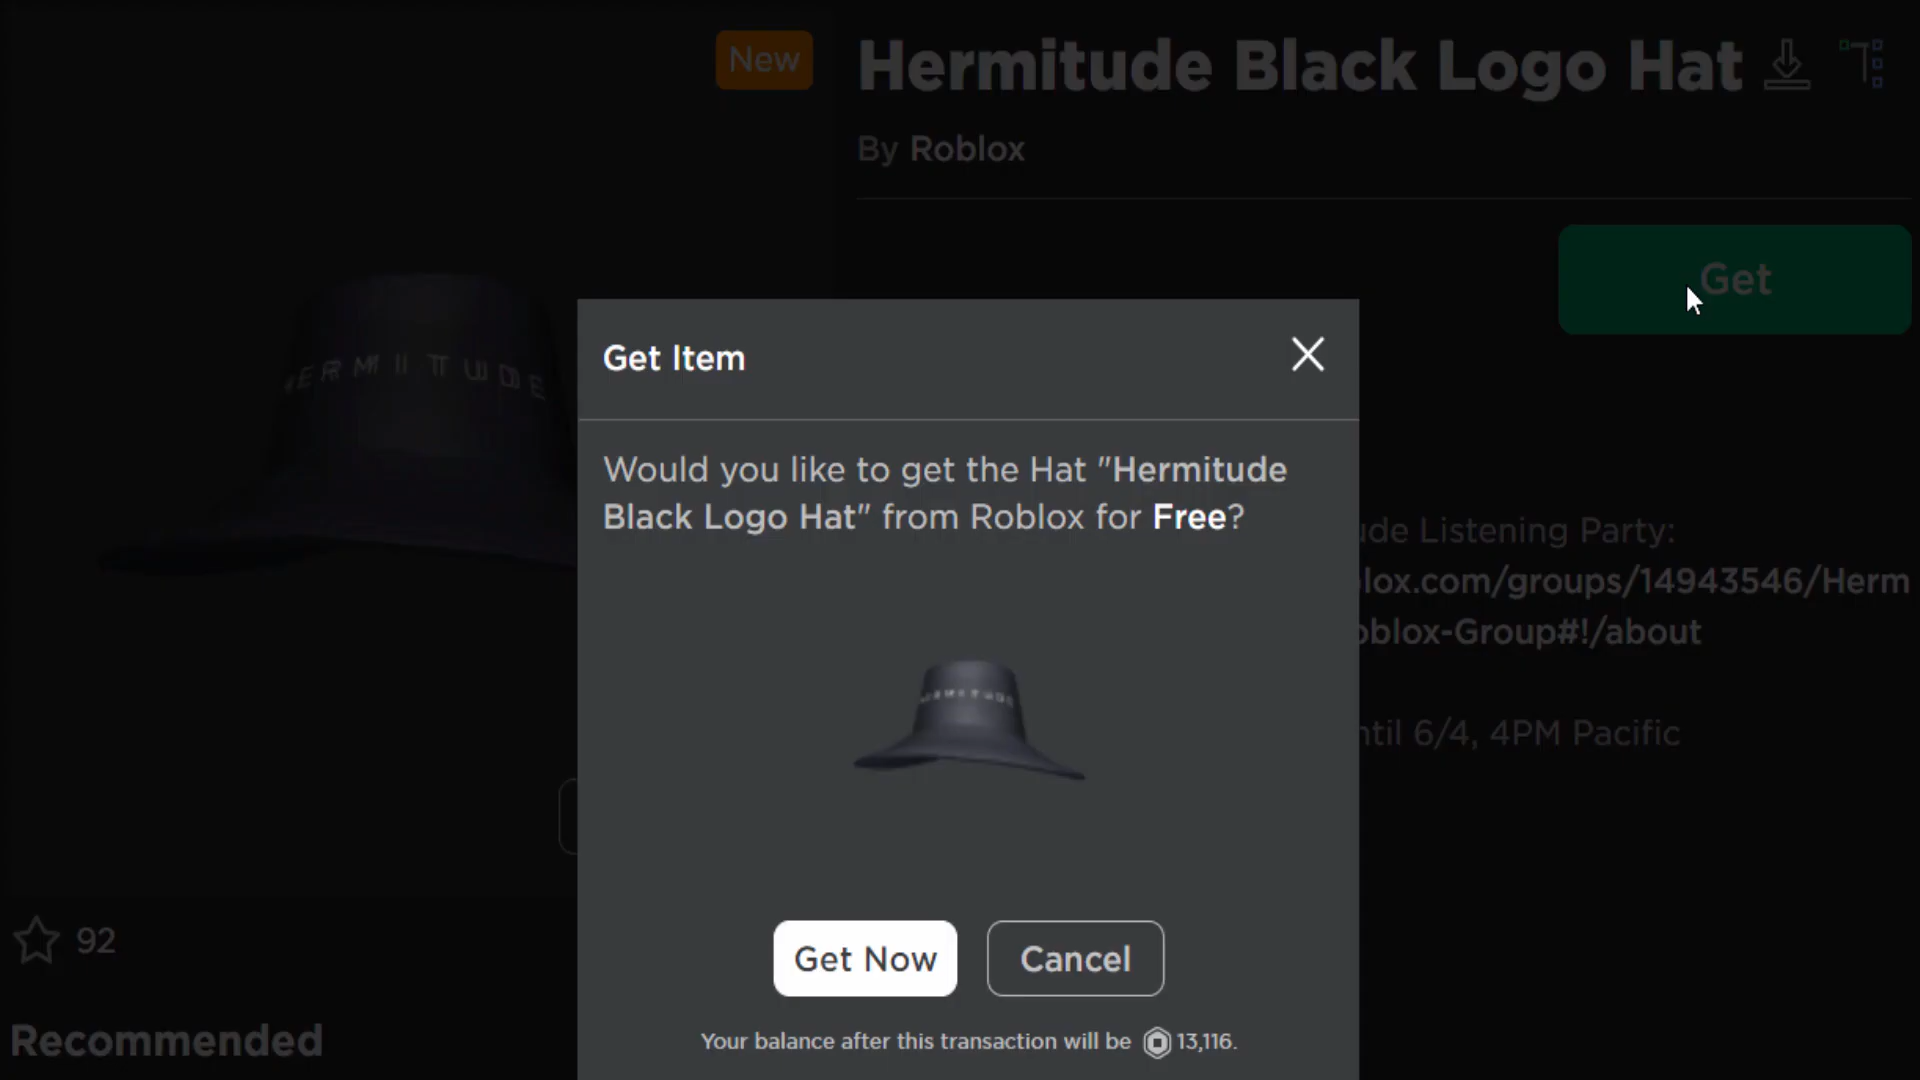 New
Hermitude Black Logo Hat
By Roblox
Get
HERMITUDE
Get Item
Would you like to get the Hat "Hermitude
Black Logo Hat" from Roblox for Free?
ude Listening Party:
lox.com/groups/14943546/Herm
oblox-Group#!/about
ntil 6/4, 4PM Pacific
92
Get Now
Cancel
Your balance after this transaction will be 13,116.
Recommended